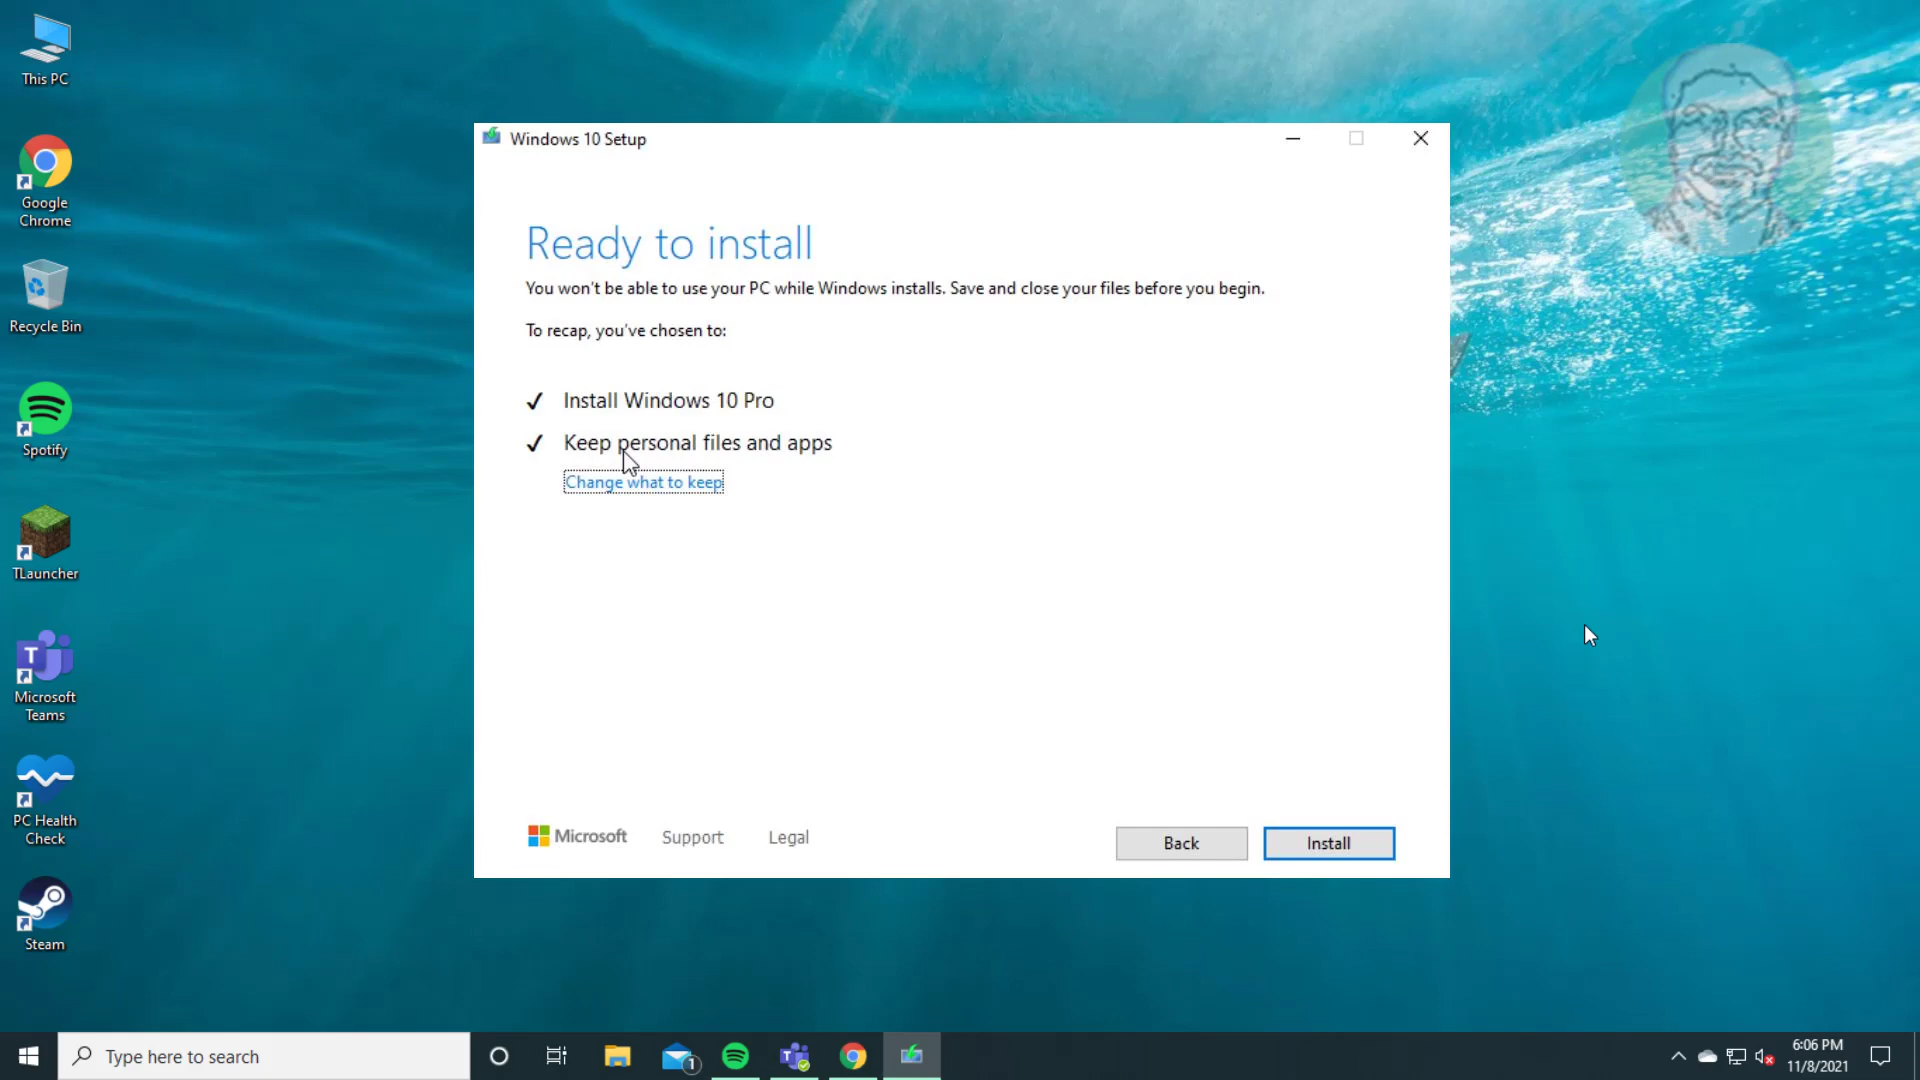 This PC
Google
Chrome
Recycle Bin
Spotify
TLauncher
T
Microsoft
Teams
PC Health
Check
Steam
Windows 10 Setup
Ready to install
You won't be able to use your PC while Windows installs. Save and close your files before you begin.
To recap, you've chosen to:
Install Windows 10 Pro
Keep personal files and apps
Change what to keep
Microsoft
Support
Legal
Back
Install
Type here to search
1
T
6:06 PM
11/8/2021